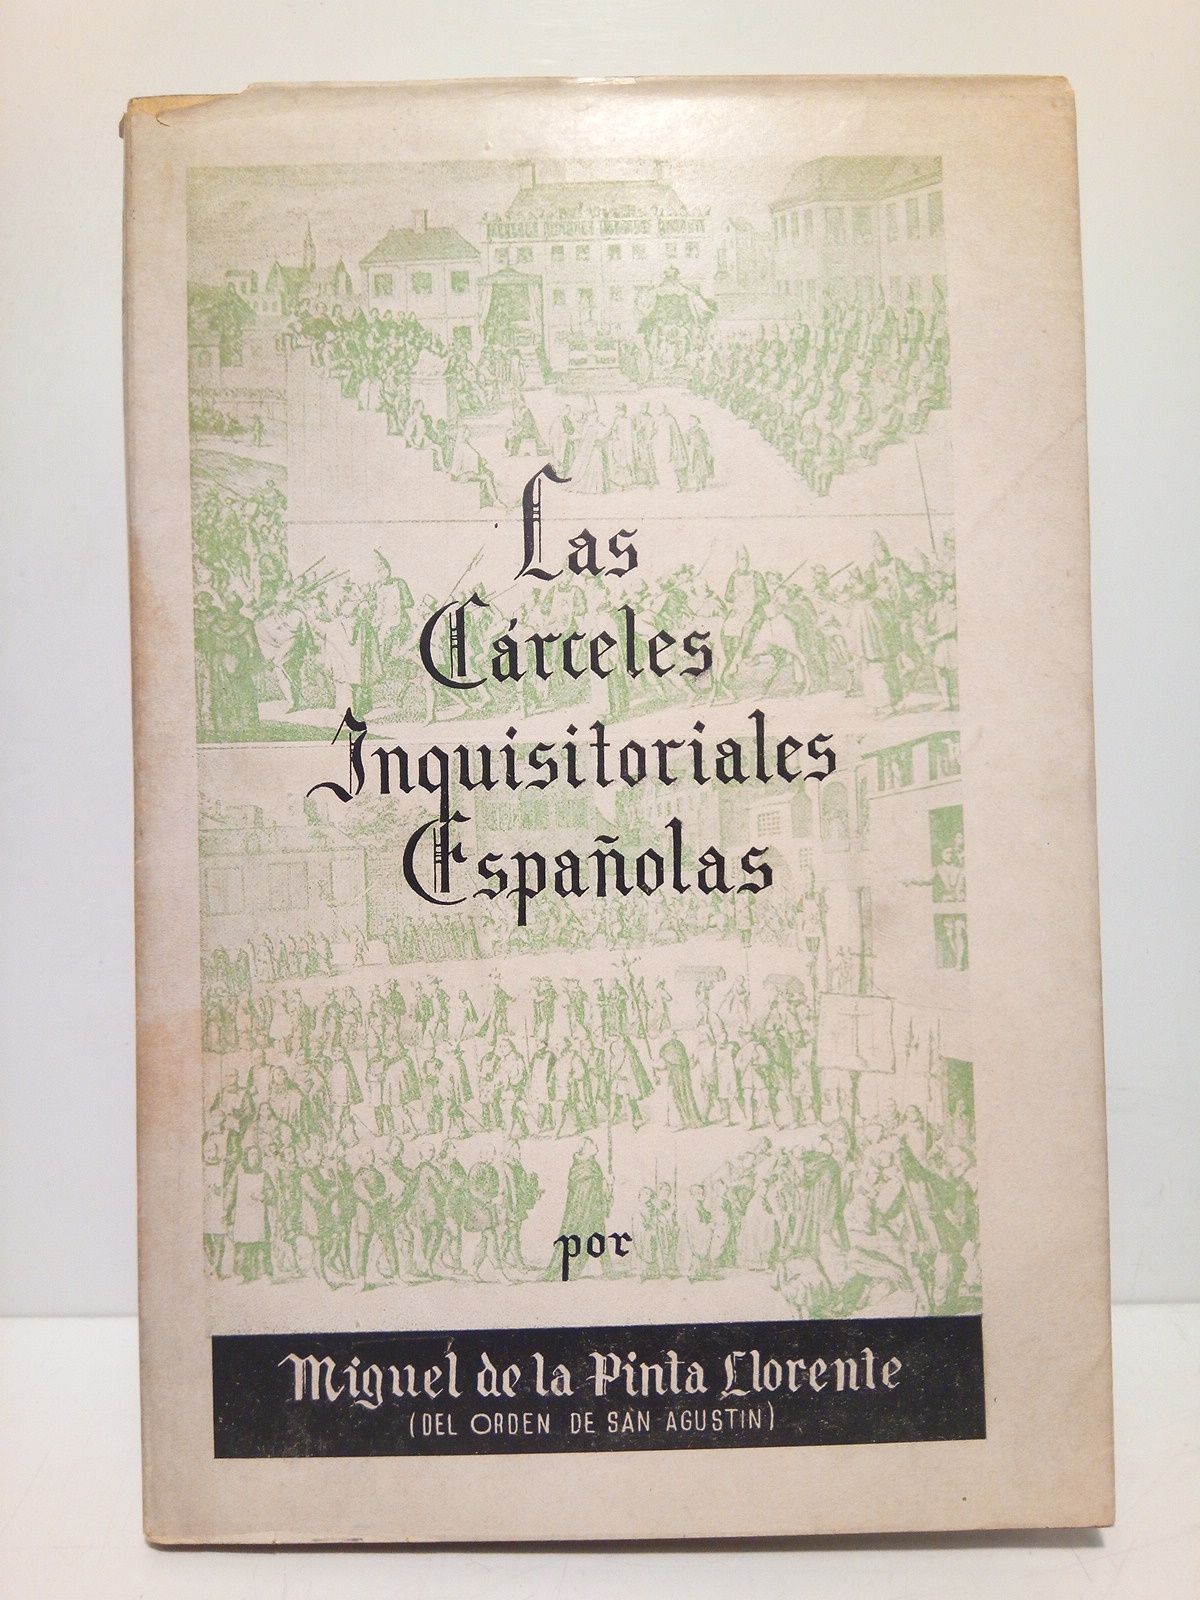 Las
Cárceles
Inquisitoriales
Españolas
por
Miguel de la Pinta Llorente
(DEL ORDEN DE SAN AGUSTIN)